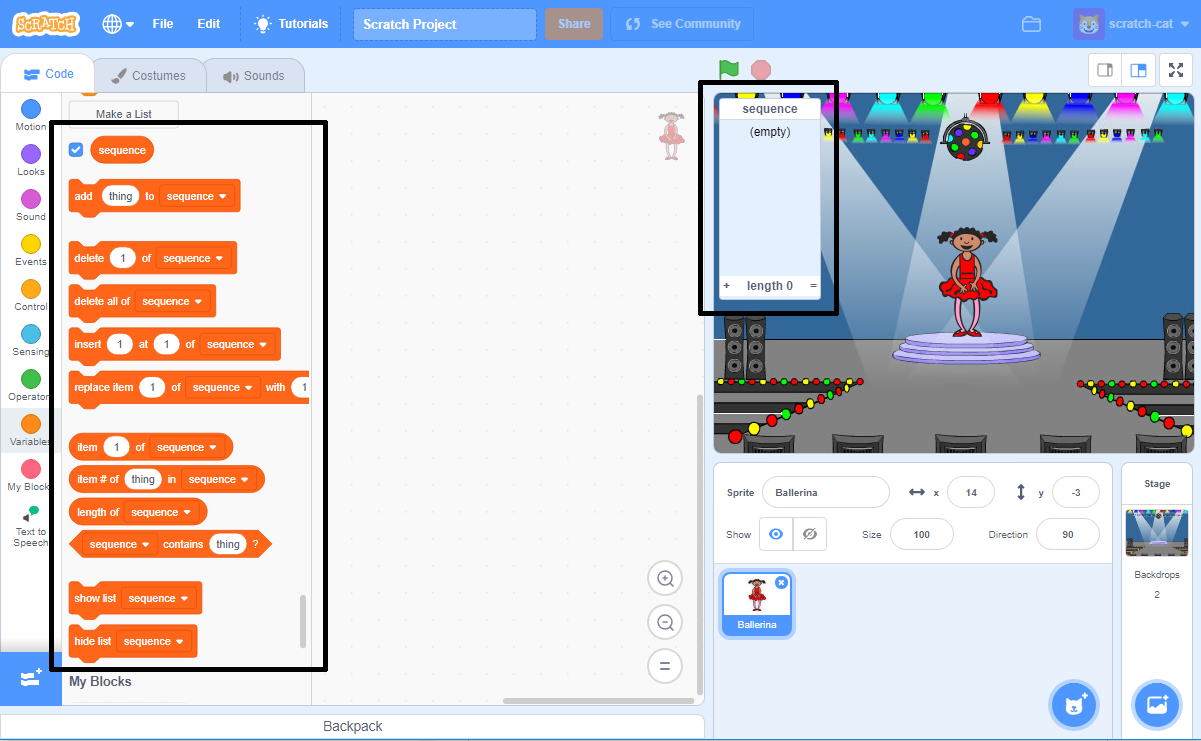 SCRATCH File Edit Tutorials Scratch Project Share See Community scratch-cat
Code Costumes Sounds
Motion
Looks
Sound
Events
Control
Sensing
Operator
Variables
My Block
Text to
Speech
Make a List
sequence
add thing to sequence
delete 1 of sequence
delete all of sequence
insert 1 at 1 of sequence
replace item 1 of sequence with 1
item 1 of sequence
item # of thing in sequence
length of sequence
sequence contains thing ?
show list sequence
hide list sequence
My Blocks
Backpack
sequence
(empty)
+ length 0 =
Sprite Ballerina x 14 y -3
Show Size 100 Direction 90
Ballerina
Stage
Backdrops
2